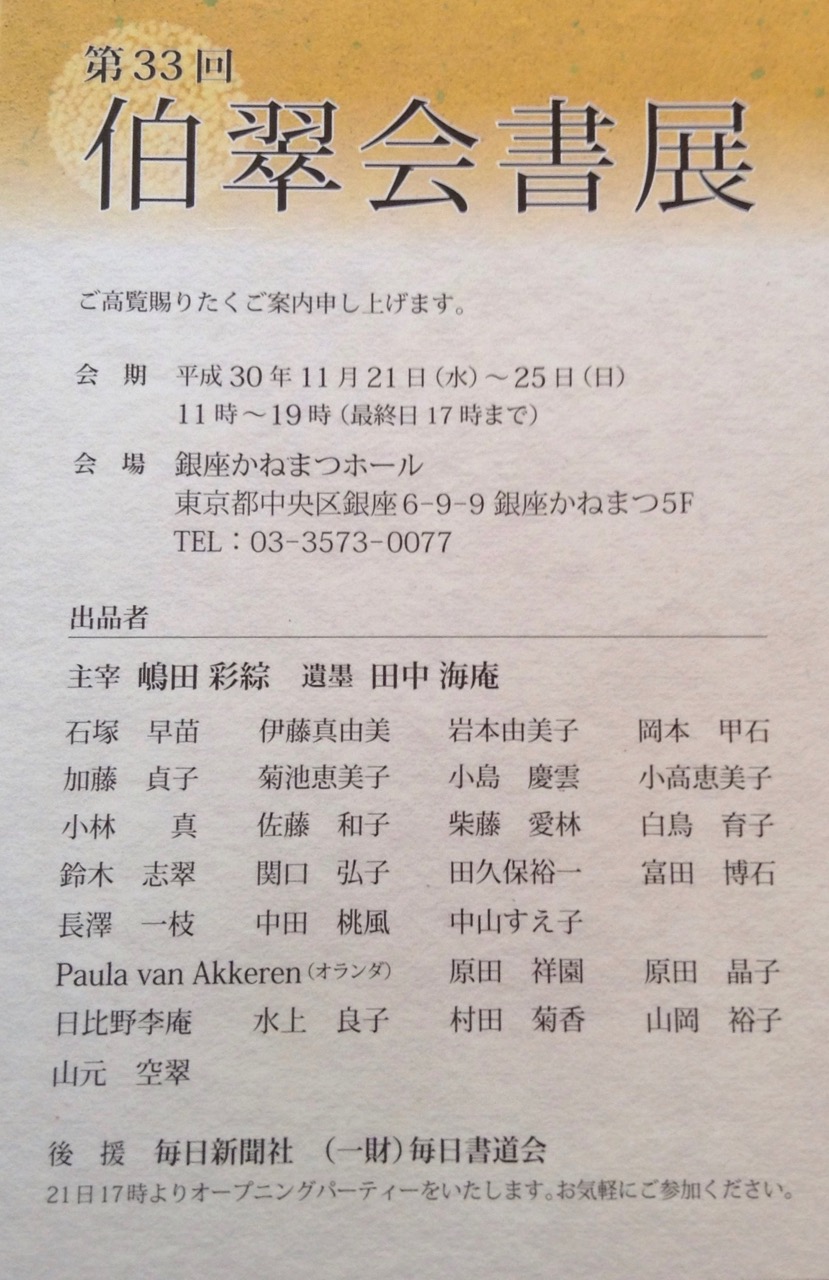 第33回
伯翠会書展
ご高覧賜りたくご案内申し上げます。
会　期　平成30年11月21日（水）～25日（日）
11時～19時（最終日17時まで）
会　場　銀座かねまつホール
東京都中央区銀座6-9-9 銀座かねまつ5F
TEL：03-3573-0077
出品者
主宰 嶋田 彩綜　遺墨 田中 海庵
石塚　早苗　伊藤真由美　岩本由美子　岡本　甲石
加藤　貞子　菊池恵美子　小島　慶雲　小高恵美子
小林　真　佐藤　和子　柴藤　愛林　白鳥　育子
鈴木　志翠　関口　弘子　田久保裕一　富田　博石
長澤　一枝　中田　桃風　中山すえ子
Paula van Akkeren（オランダ）　原田　祥園　原田　晶子
日比野李庵　水上　良子　村田　菊香　山岡　裕子
山元　空翠
後　援　毎日新聞社　（一財）毎日書道会
21日17時よりオープニングパーティーをいたします。お気軽にご参加ください。